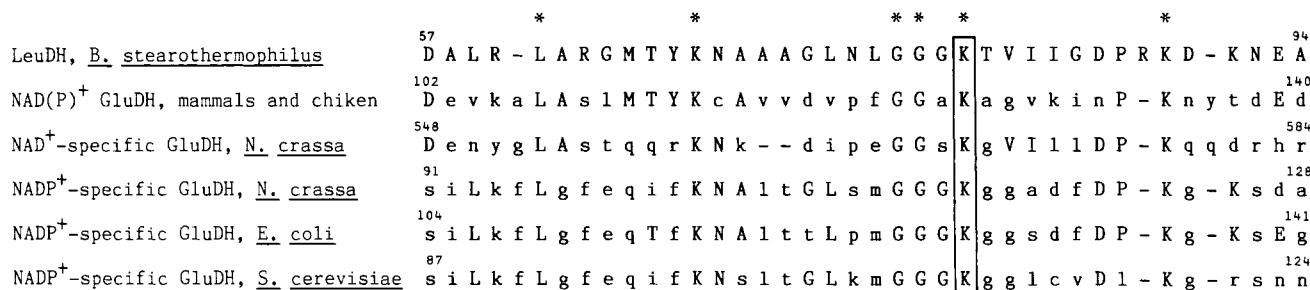 * * * * * *
57 94
LeuDH, B. stearothermophilus D A L R - L A R G M T Y K N A A A G L N L G G G K T V I I G D P R K D - K N E A
102 140
NAD(P)+ GluDH, mammals and chiken D e v k a L A s l M T Y K c A v v d v p f G G a K a g v k i n P - K n y t d E d
548 584
NAD+-specific GluDH, N. crassa D e n y g L A s t q q r K N k - - d i p e G G s K g V I l l D P - K q q d r h r
91 128
NADP+-specific GluDH, N. crassa s i L k f L g f e q i f K N A l t G L s m G G G K g g a d f D P - K g - K s d a
104 141
NADP+-specific GluDH, E. coli s i L k f L g f e q T f K N A l t t L p m G G G K g g s d f D P - K g - K s E g
87 124
NADP+-specific GluDH, S. cerevisiae s i L k f L g f e q i f K N s l t G L k m G G G K g g l c v D l - K g - r s n n